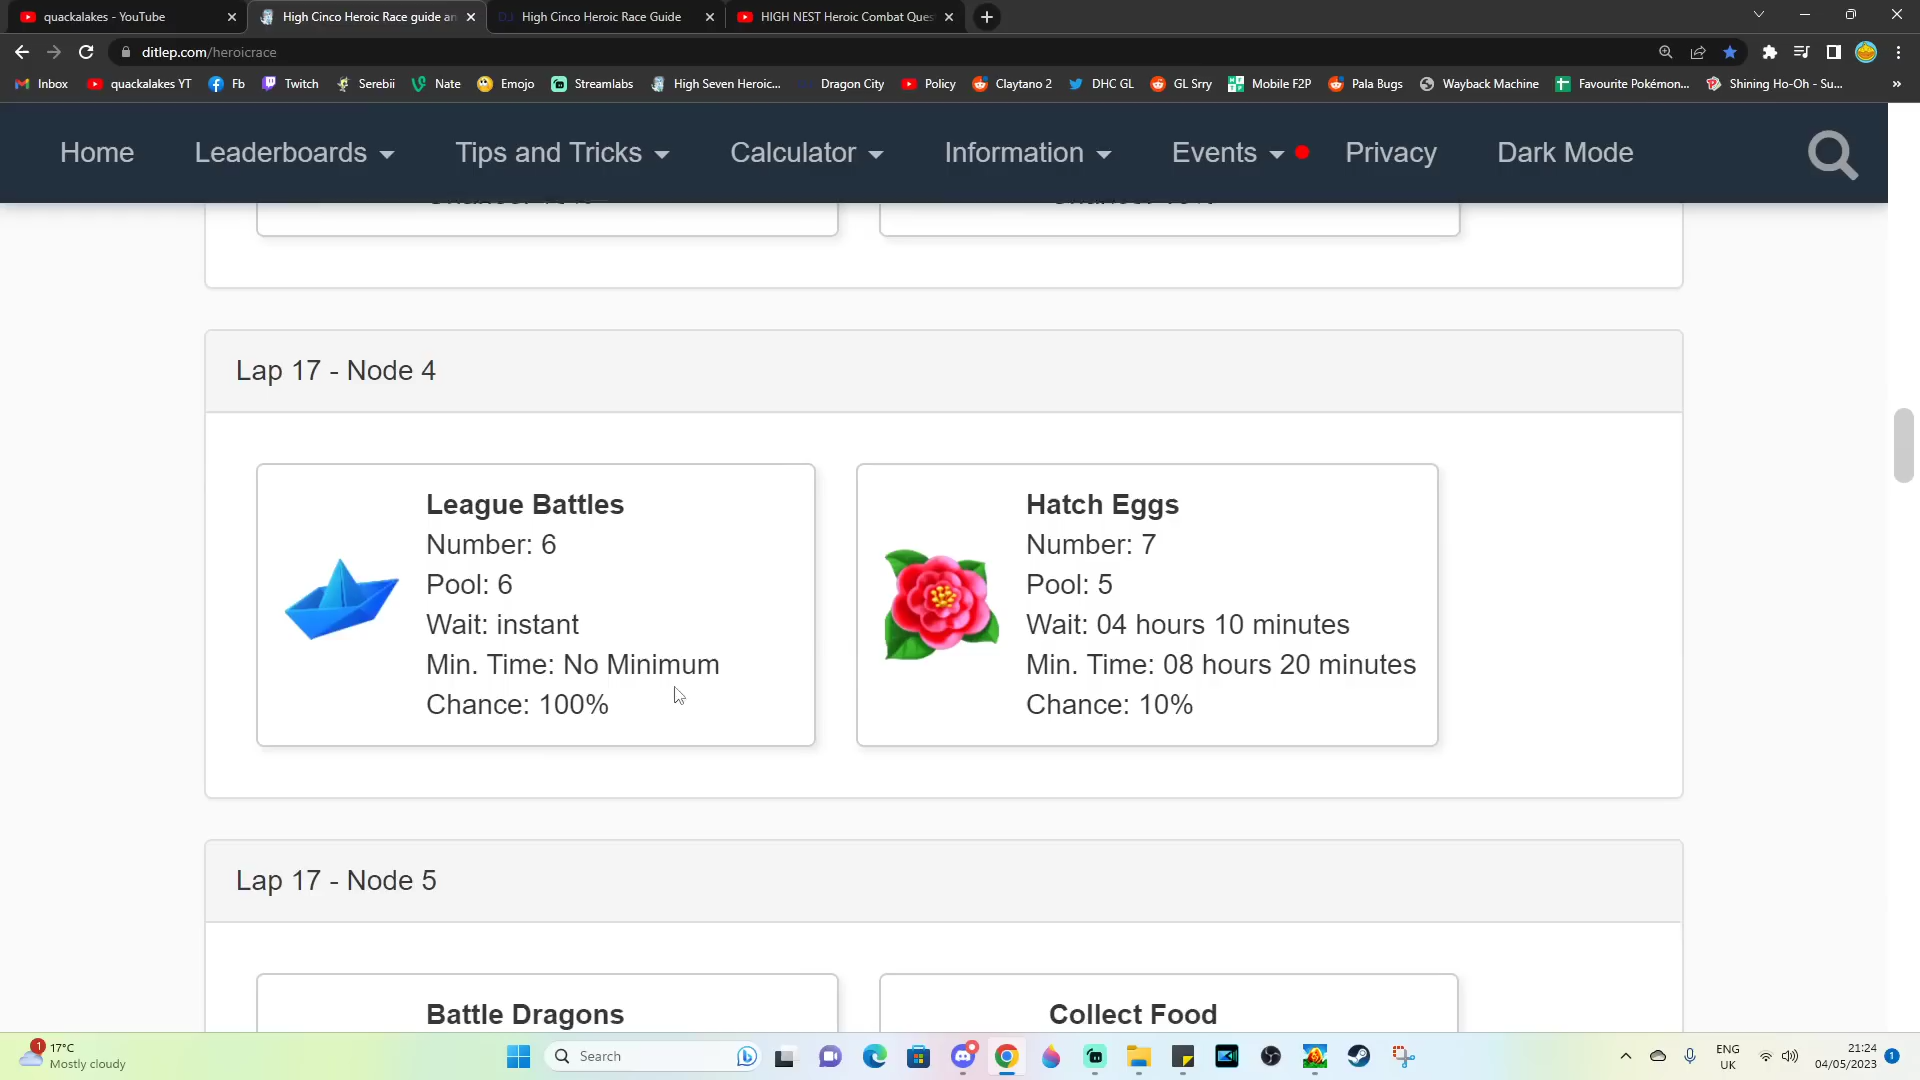 quackalakes - YouTube
High Cinco Heroic Race guide an
High Cinco Heroic Race Guide
HIGH NEST Heroic Combat Ques
ditlep.com/heroicrace
Inbox
quackalakes YT
Fb
Twitch
Serebii
Nate
Emojo
Streamlabs
High Seven Heroic...
Dragon City
Policy
Claytano 2
DHC GL
GL Srry
Mobile F2P
Pala Bugs
Wayback Machine
Favourite Pokémon...
Shining Ho-Oh - Su...
»
Home
Leaderboards
Tips and Tricks
Calculator
Information
Events
Privacy
Dark Mode
Lap 17 - Node 4
League Battles
Number: 6
Pool: 6
Wait: instant
Min. Time: No Minimum
Chance: 100%
Hatch Eggs
Number: 7
Pool: 5
Wait: 04 hours 10 minutes
Min. Time: 08 hours 20 minutes
Chance: 10%
Lap 17 - Node 5
Battle Dragons
Collect Food
1
17°C
Mostly cloudy
Search
ENG
UK
21:24
04/05/2023
1